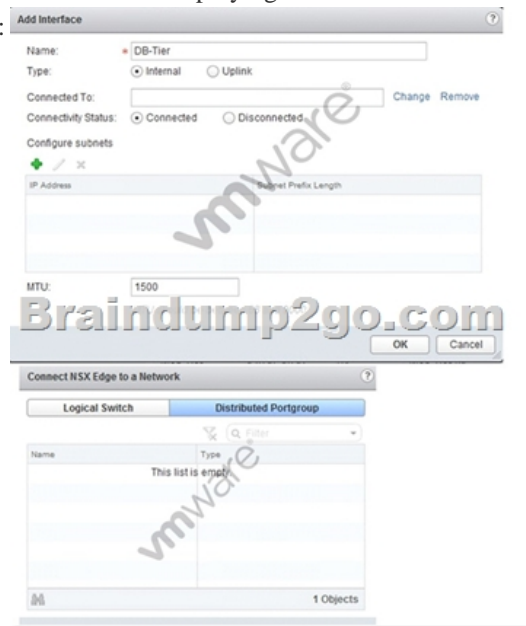 :
Add Interface
Name: * DB-Tier
Type: Internal Uplink
Connected To: Change Remove
Connectivity Status: Connected Disconnected
Configure subnets
IP Address Subnet Prefix Length
vmware
MTU: 1500
Braindump2go.com
OK Cancel
Connect NSX Edge to a Network
Logical Switch Distributed Portgroup
Filter
Name Type
This list is empty.
vmware
1 Objects